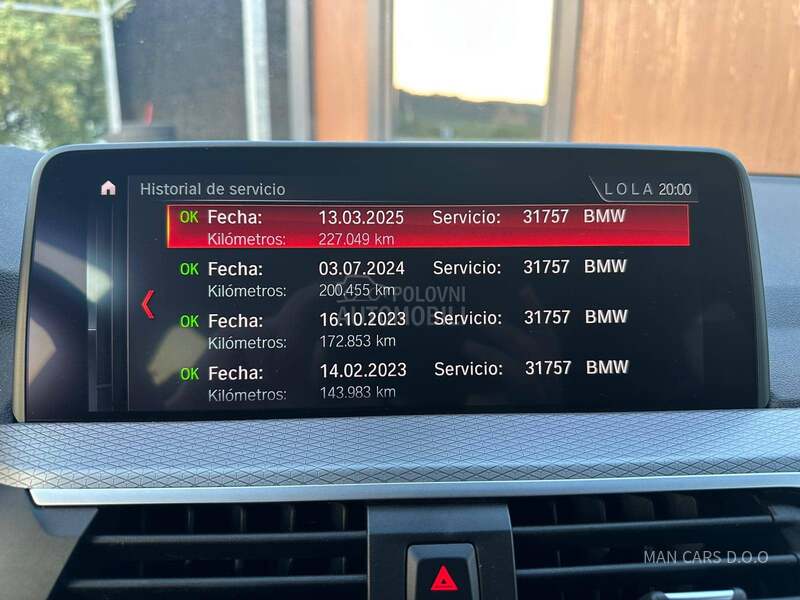 Historial de servicio
LOLA 20:00
OK Fecha: 13.03.2025 Servicio: 31757 BMW
Kilómetros: 227.049 km
OK Fecha: 03.07.2024 Servicio: 31757 BMW
Kilómetros: 200.455 km
POLOVNI
AUTOMOBILI
OK Fecha: 16.10.2023 Servicio: 31757 BMW
Kilómetros: 172.853 km
OK Fecha: 14.02.2023 Servicio: 31757 BMW
Kilómetros: 143.983 km
MAN CARS D.O.O